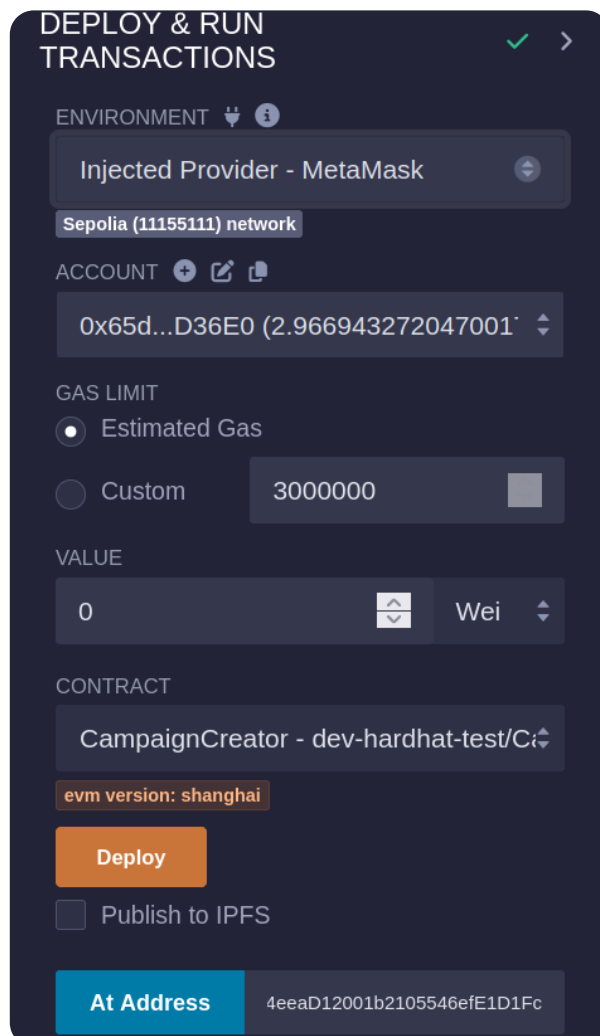 DEPLOY & RUN
TRANSACTIONS
ENVIRONMENT
Injected Provider - MetaMask
Sepolia (11155111) network
ACCOUNT
0x65d...D36E0 (2.966943272047001
GAS LIMIT
Estimated Gas
Custom 3000000
VALUE
0 Wei
CONTRACT
CampaignCreator - dev-hardhat-test/Ca
evm version: shanghai
Deploy
Publish to IPFS
At Address 4eeaD12001b2105546efE1D1Fc